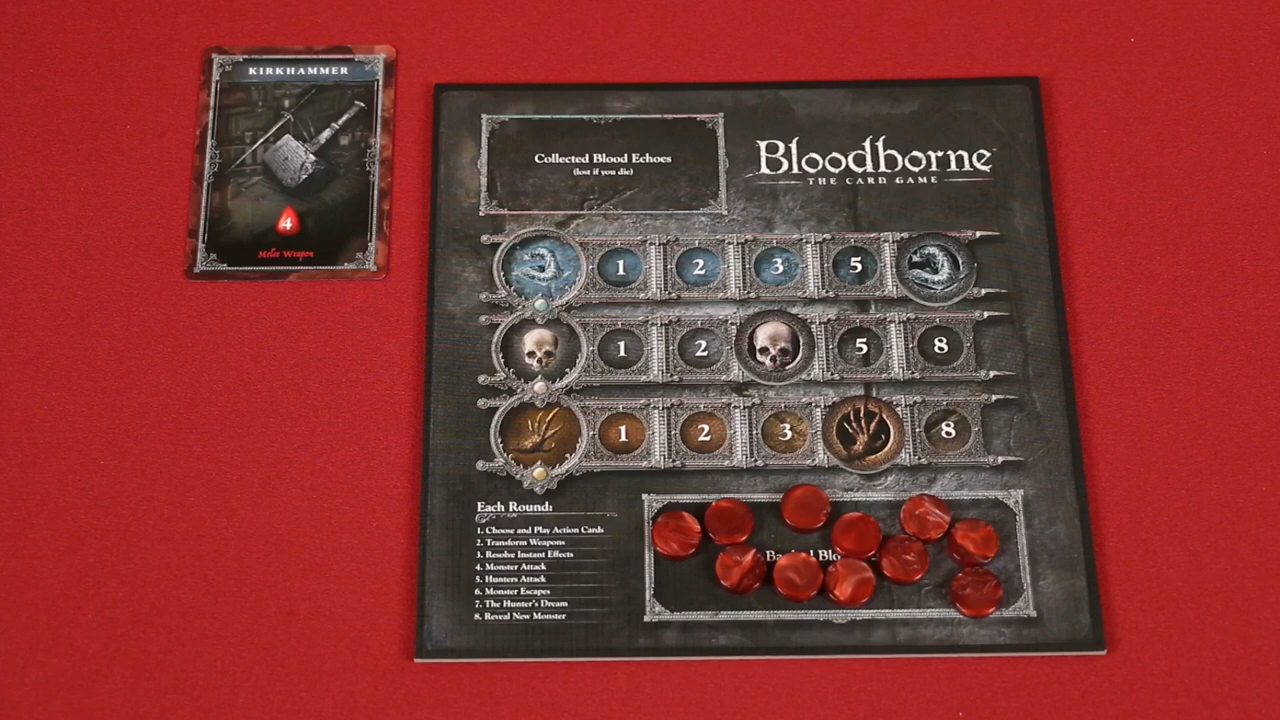 KIRKHAMMER
4
Melee Weapon
Collected Blood Echoes
(lost if you die)
Bloodborne
THE CARD GAME
1 2 3 5
1 2 5 8
1 2 3 8
Each Round:
1. Choose and Play Action Cards
2. Transform Weapons
3. Resolve Instant Effects
4. Monster Attack
5. Hunters Attack
6. Monster Escapes
7. The Hunter's Dream
8. Reveal New Monster